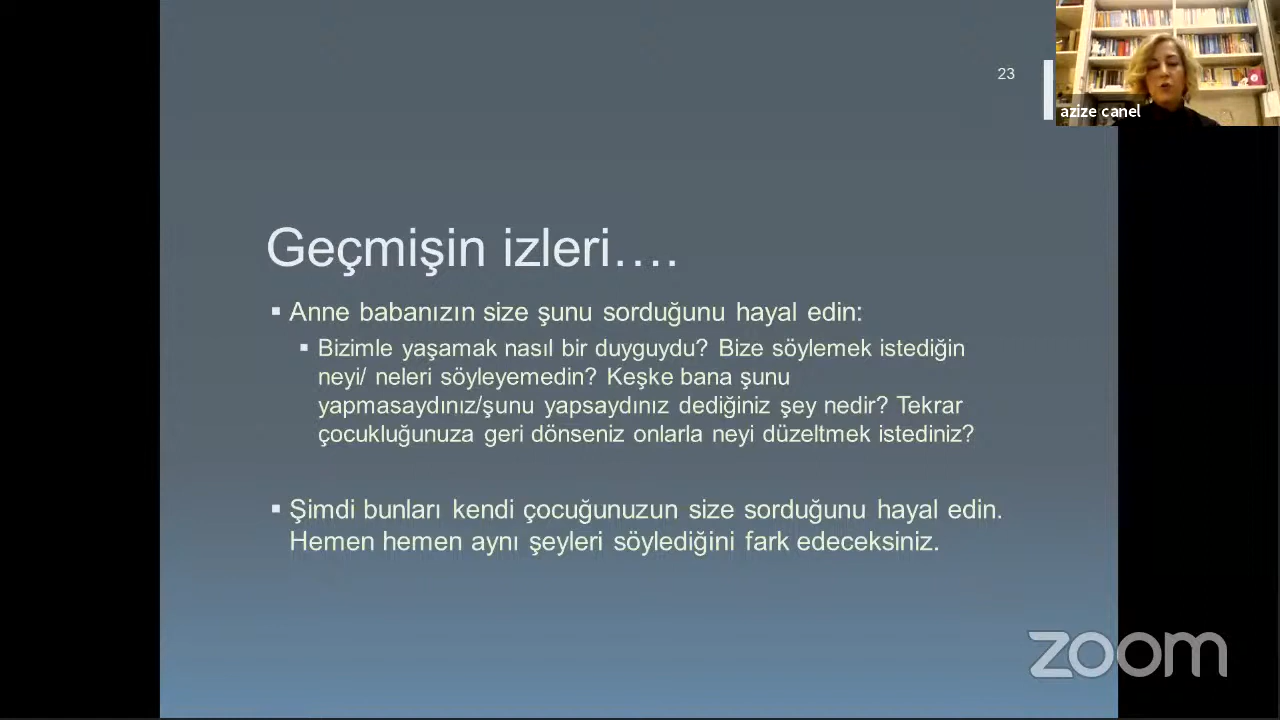 23
azize canel
Geçmişin izleri….
▪ Anne babanızın size şunu sorduğunu hayal edin:
▪ Bizimle yaşamak nasıl bir duyguydu? Bize söylemek istediğin
neyi/ neleri söyleyemedin? Keşke bana şunu
yapmasaydınız/şunu yapsaydınız dediğiniz şey nedir? Tekrar
çocukluğunuza geri dönseniz onlarla neyi düzeltmek istediniz?
▪ Şimdi bunları kendi çocuğunuzun size sorduğunu hayal edin.
Hemen hemen aynı şeyleri söylediğini fark edeceksiniz.
zoom